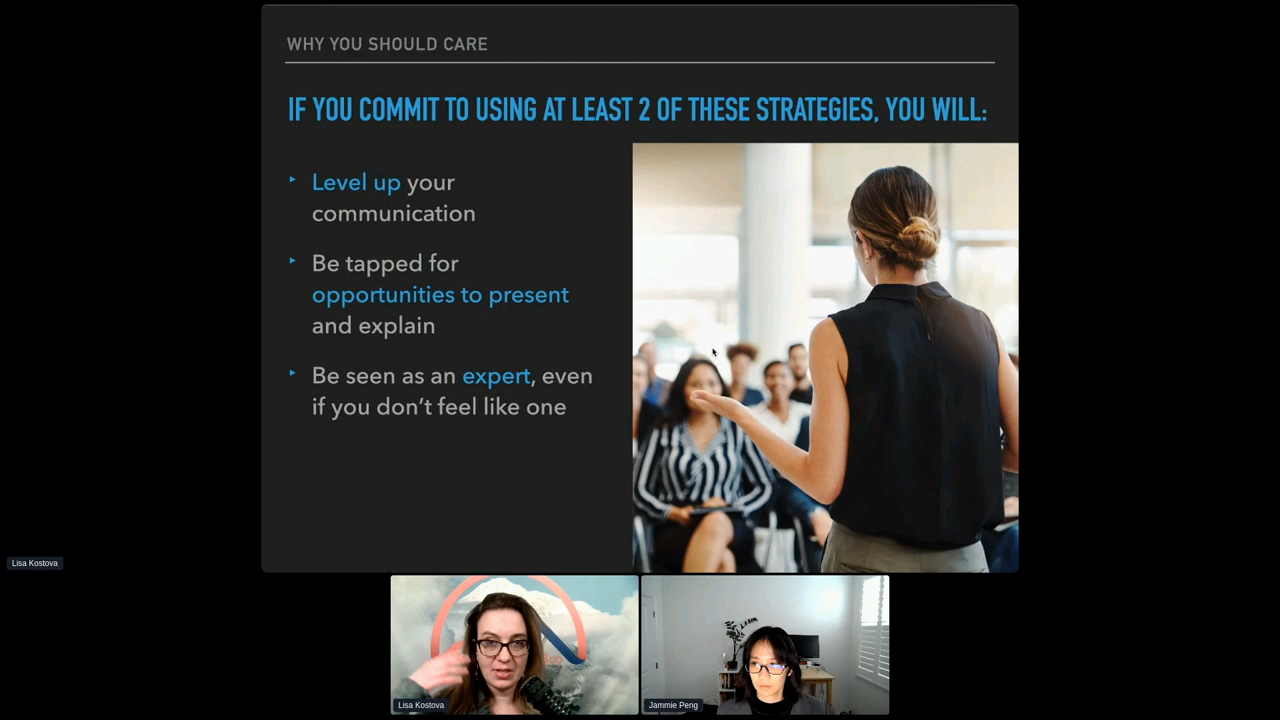 WHY YOU SHOULD CARE
IF YOU COMMIT TO USING AT LEAST 2 OF THESE STRATEGIES, YOU WILL:
Level up your
communication
Be tapped for
opportunities to present
and explain
Be seen as an expert, even
if you don’t feel like one
Lisa Kostova
Lisa Kostova
Jammie Peng